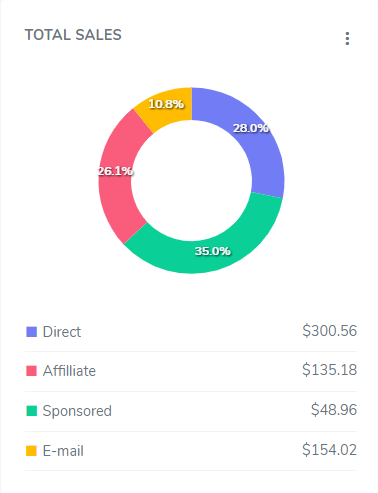 TOTAL SALES
10.8%
28.0%
26.1%
35.0%
Direct $300.56
Affilliate $135.18
Sponsored $48.96
E-mail $154.02